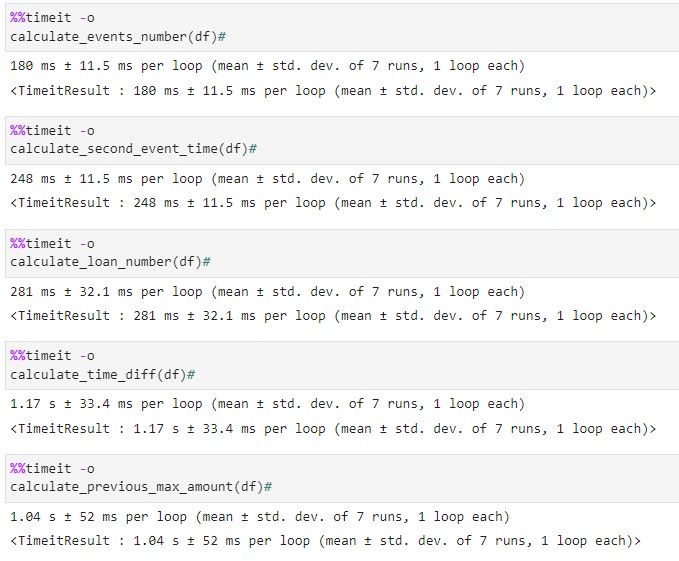 %%timeit -o
calculate_events_number(df)#
180 ms ± 11.5 ms per loop (mean ± std. dev. of 7 runs, 1 loop each)
<TimeitResult : 180 ms ± 11.5 ms per loop (mean ± std. dev. of 7 runs, 1 loop each)>
%%timeit -o
calculate_second_event_time(df)#
248 ms ± 11.5 ms per loop (mean ± std. dev. of 7 runs, 1 loop each)
<TimeitResult : 248 ms ± 11.5 ms per loop (mean ± std. dev. of 7 runs, 1 loop each)>
%%timeit -o
calculate_loan_number(df)#
281 ms ± 32.1 ms per loop (mean ± std. dev. of 7 runs, 1 loop each)
<TimeitResult : 281 ms ± 32.1 ms per loop (mean ± std. dev. of 7 runs, 1 loop each)>
%%timeit -o
calculate_time_diff(df)#
1.17 s ± 33.4 ms per loop (mean ± std. dev. of 7 runs, 1 loop each)
<TimeitResult : 1.17 s ± 33.4 ms per loop (mean ± std. dev. of 7 runs, 1 loop each)>
%%timeit -o
calculate_previous_max_amount(df)#
1.04 s ± 52 ms per loop (mean ± std. dev. of 7 runs, 1 loop each)
<TimeitResult : 1.04 s ± 52 ms per loop (mean ± std. dev. of 7 runs, 1 loop each)>